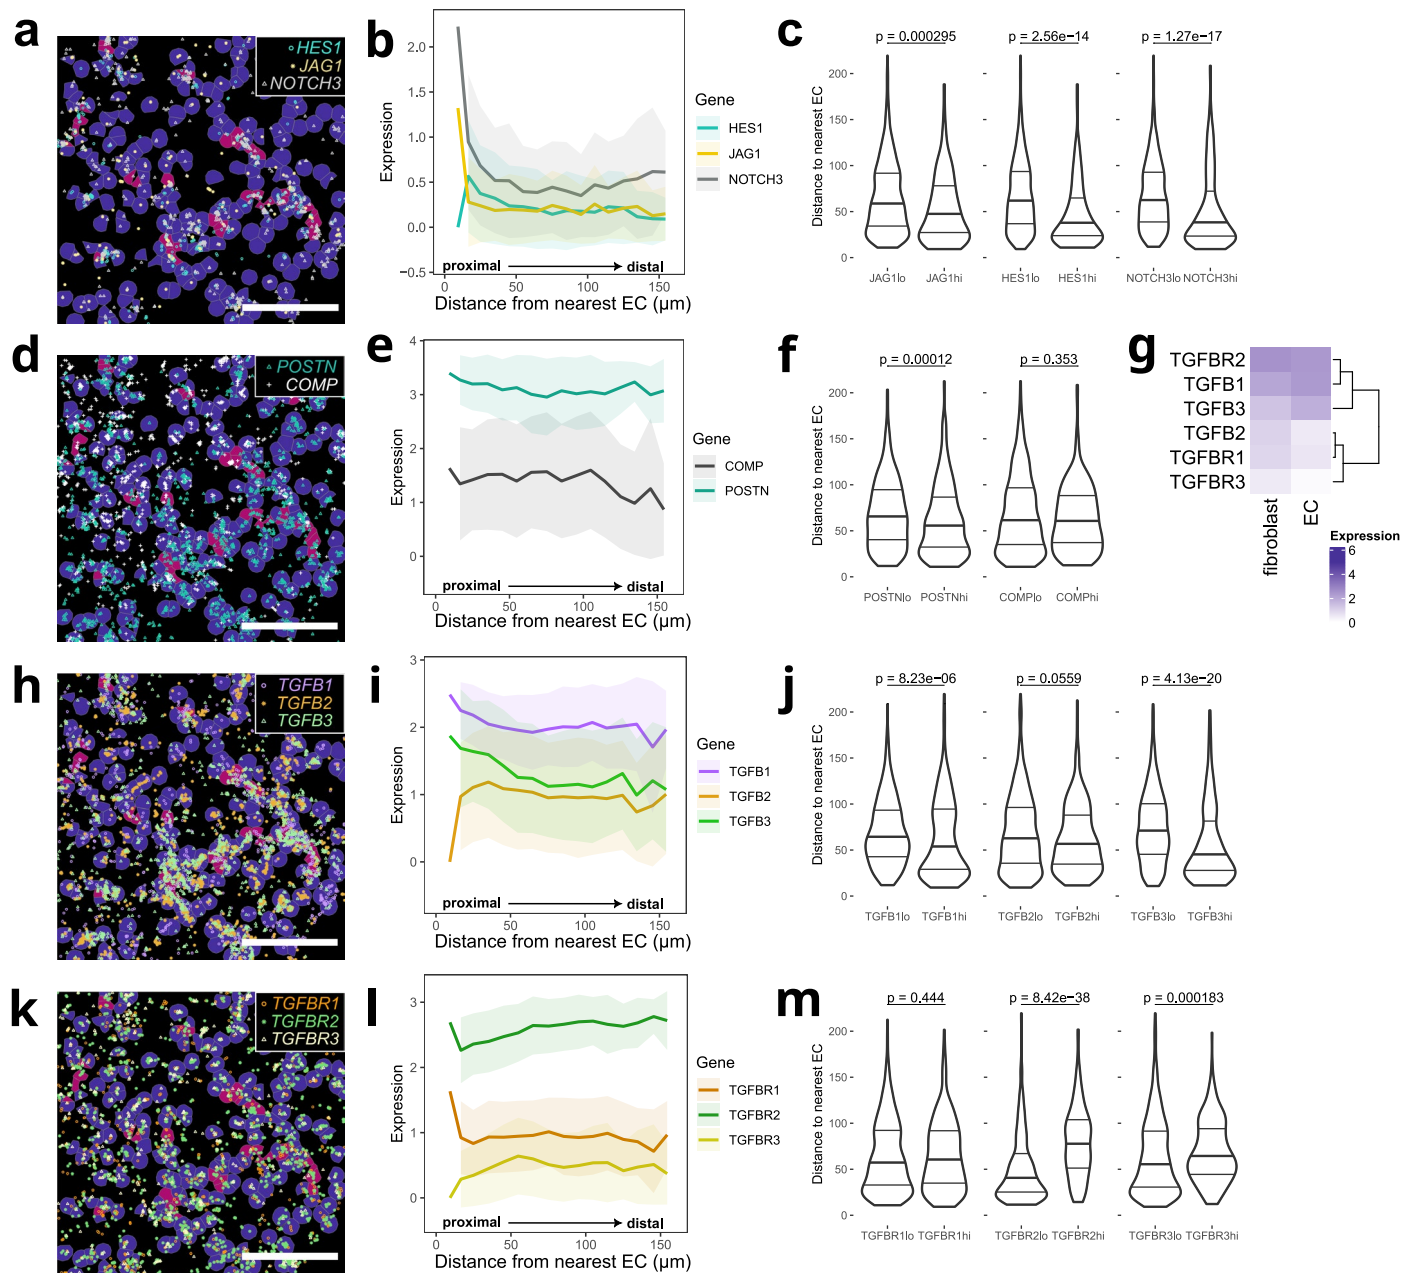 a
HES1
JAG1
NOTCH3
b
2.0
1.5
1.0
0.5
0.0
−0.5
Expression
proximal
distal
0
50
100
150
Distance from nearest EC (µm)
Gene
HES1
JAG1
NOTCH3
c
p = 0.000295
p = 2.56e−14
p = 1.27e−17
200
150
100
50
0
Distance to nearest EC
JAG1lo
JAG1hi
HES1lo
HES1hi
NOTCH3lo
NOTCH3hi
d
POSTN
COMP
e
4
3
2
1
0
Expression
proximal
distal
0
50
100
150
Distance from nearest EC (µm)
Gene
COMP
POSTN
f
p = 0.00012
p = 0.353
200
150
100
50
0
Distance to nearest EC
POSTNlo
POSTNhi
COMPlo
COMPhi
g
TGFBR2
TGFB1
TGFB3
TGFB2
TGFBR1
TGFBR3
fibroblast
EC
Expression
6
4
2
0
h
TGFB1
TGFB2
TGFB3
i
3
2
1
0
Expression
proximal
distal
0
50
100
150
Distance from nearest EC (µm)
Gene
TGFB1
TGFB2
TGFB3
j
p = 8.23e−06
p = 0.0559
p = 4.13e−20
200
150
100
50
0
Distance to nearest EC
TGFB1lo
TGFB1hi
TGFB2lo
TGFB2hi
TGFB3lo
TGFB3hi
k
TGFBR1
TGFBR2
TGFBR3
l
3
2
1
0
Expression
proximal
distal
0
50
100
150
Distance from nearest EC (µm)
Gene
TGFBR1
TGFBR2
TGFBR3
m
p = 0.444
p = 8.42e−38
p = 0.000183
200
150
100
50
0
Distance to nearest EC
TGFBR1lo
TGFBR1hi
TGFBR2lo
TGFBR2hi
TGFBR3lo
TGFBR3hi